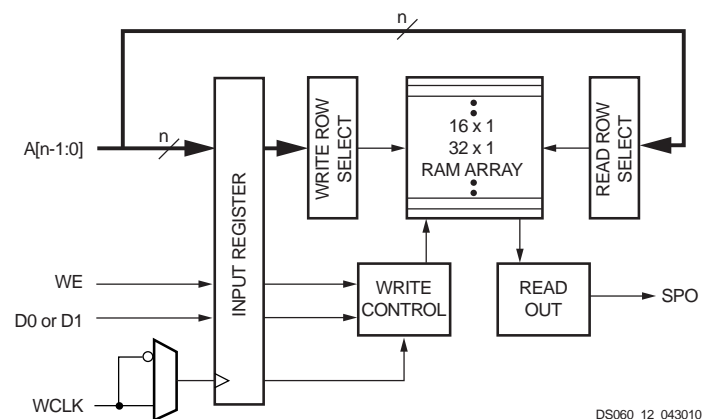 n
A[n-1:0]
n
INPUT REGISTER
WRITE ROW
SELECT
16 x 1
32 x 1
RAM ARRAY
READ ROW
SELECT
WE
D0 or D1
WRITE
CONTROL
READ
OUT
SPO
WCLK
DS060_12_043010